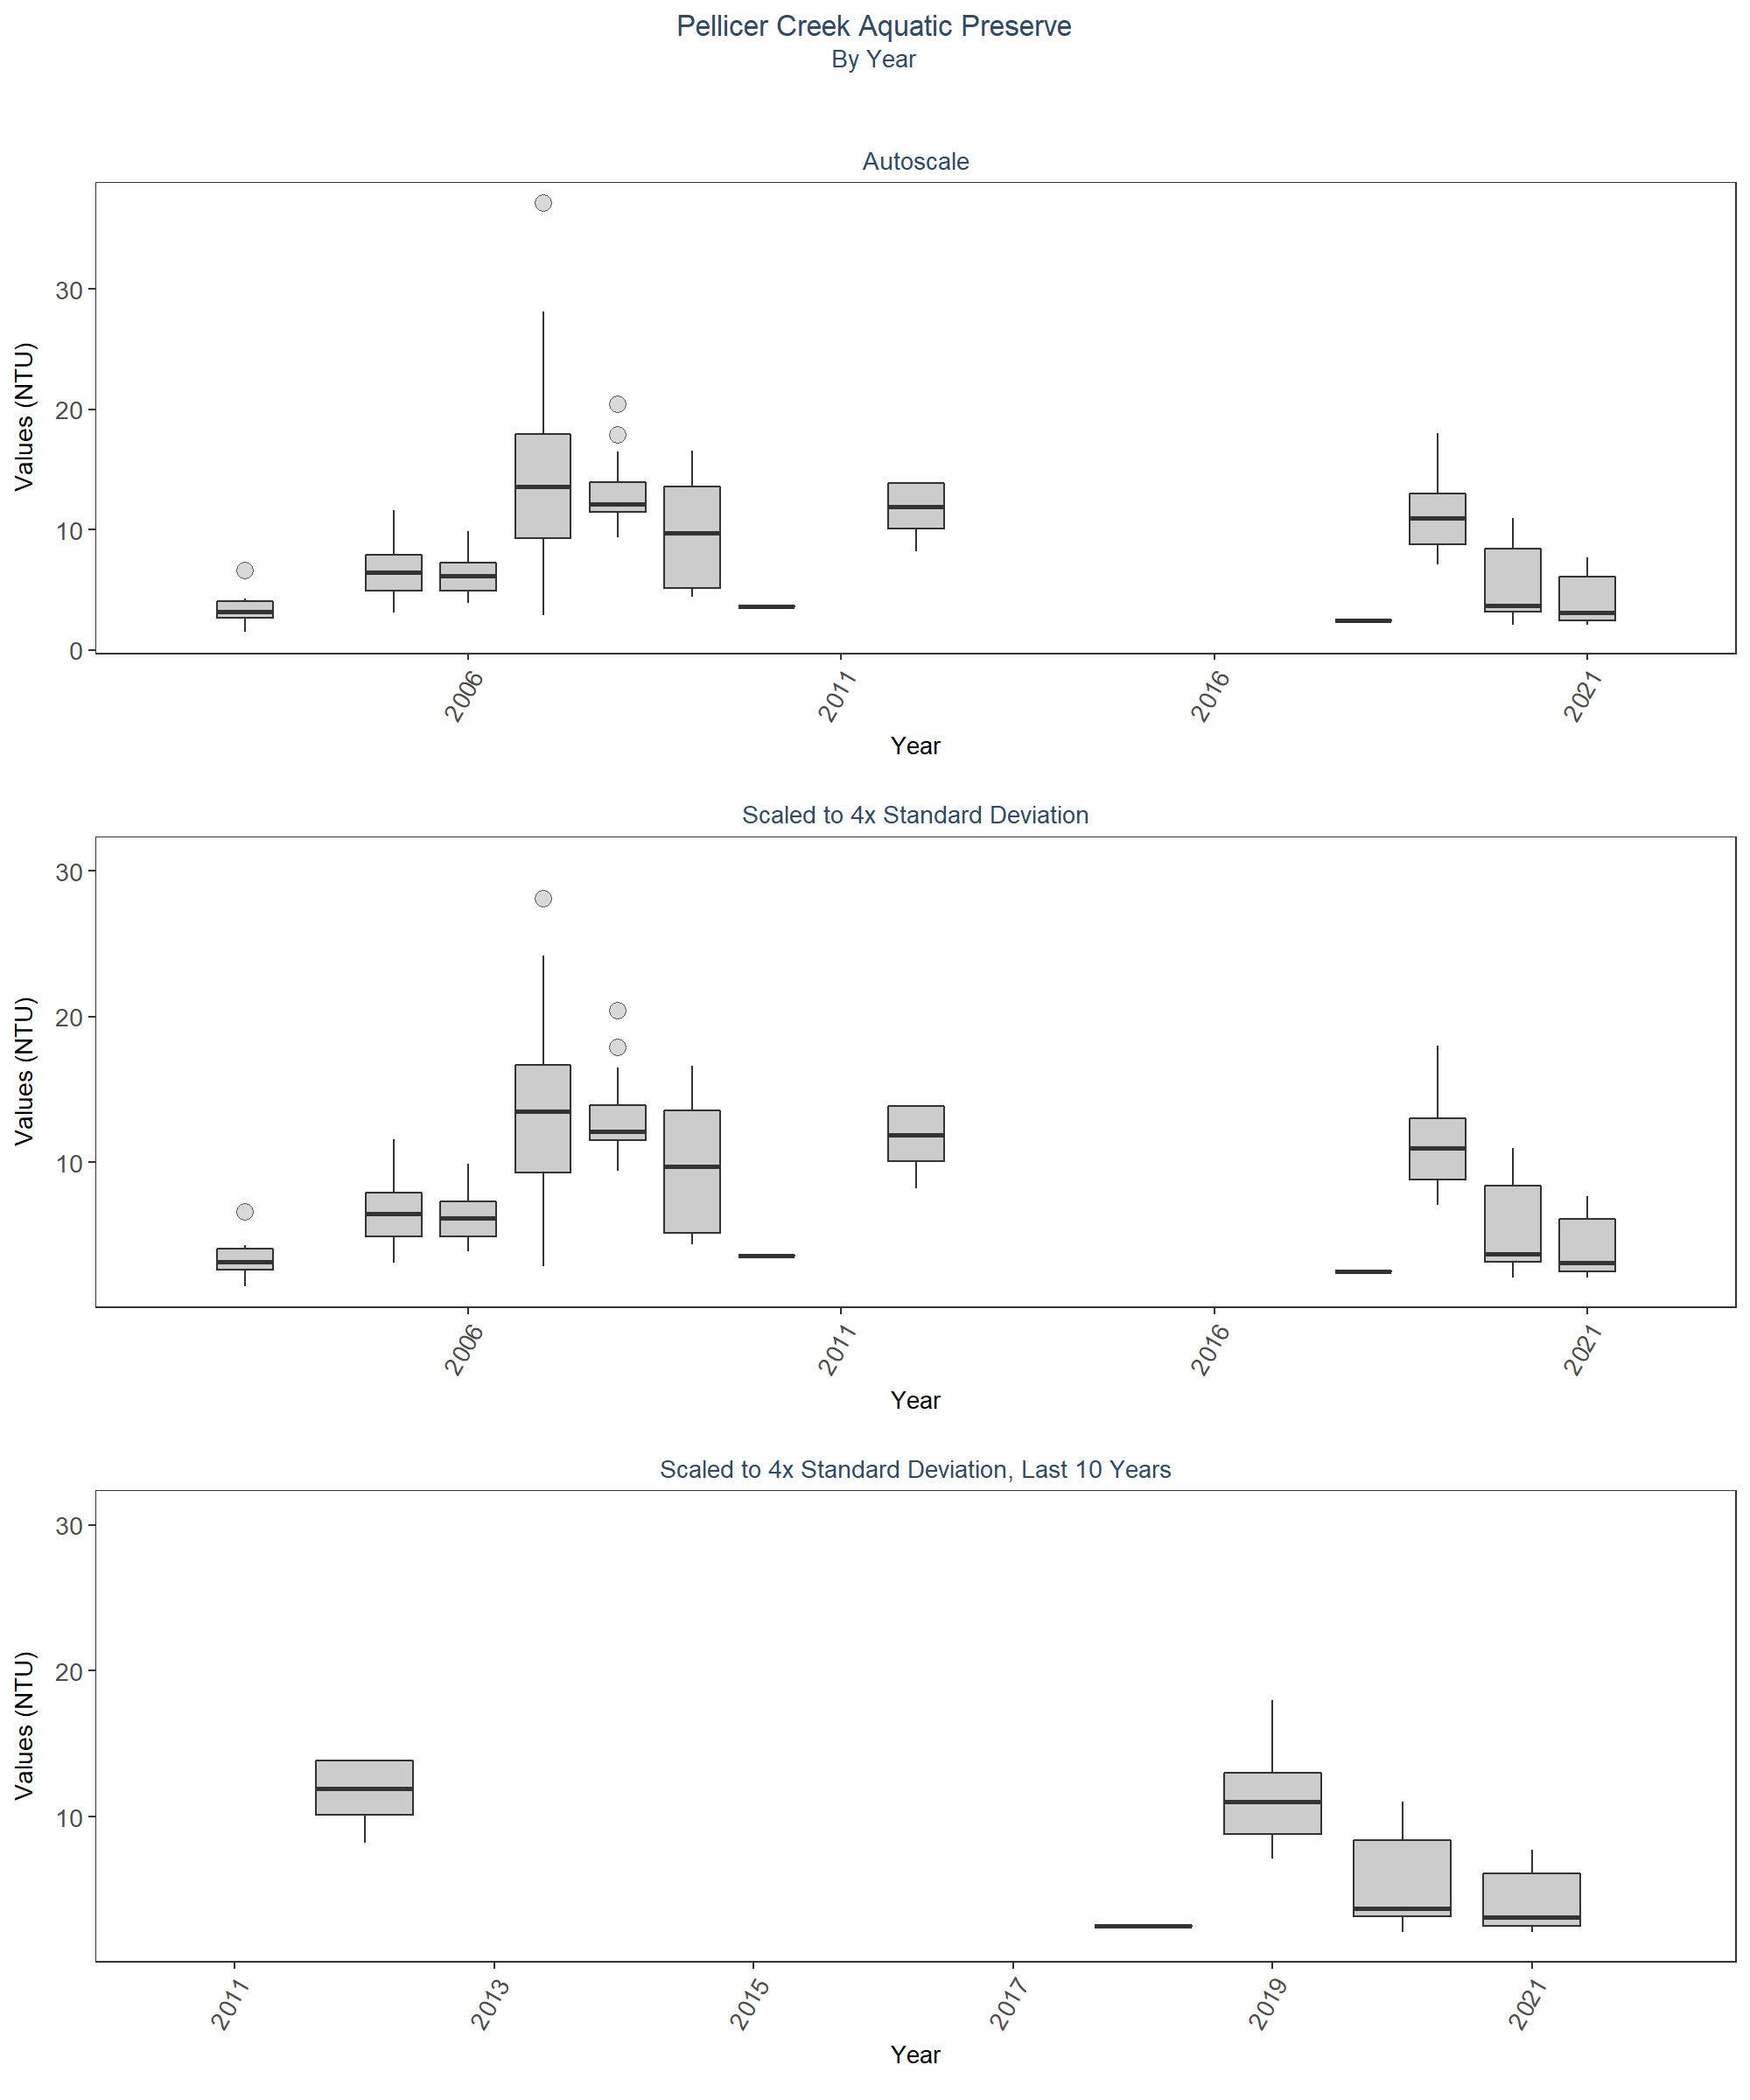 Pellicer Creek Aquatic Preserve
By Year
Autoscale
Values (NTU)
30
20
10
0
2006
2011
2016
2021
Year
Scaled to 4x Standard Deviation
Values (NTU)
30
20
10
2006
2011
2016
2021
Year
Scaled to 4x Standard Deviation, Last 10 Years
Values (NTU)
30
20
10
2011
2013
2015
2017
2019
2021
Year